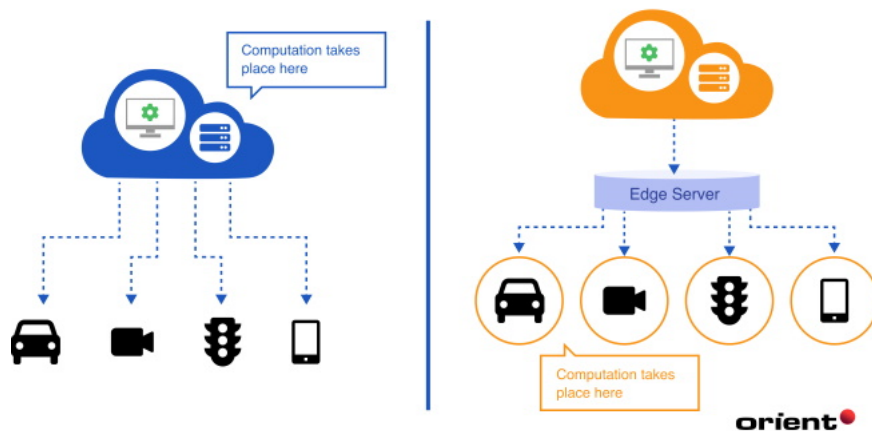 Computation takes
place here
Edge Server
Computation takes
place here
orient